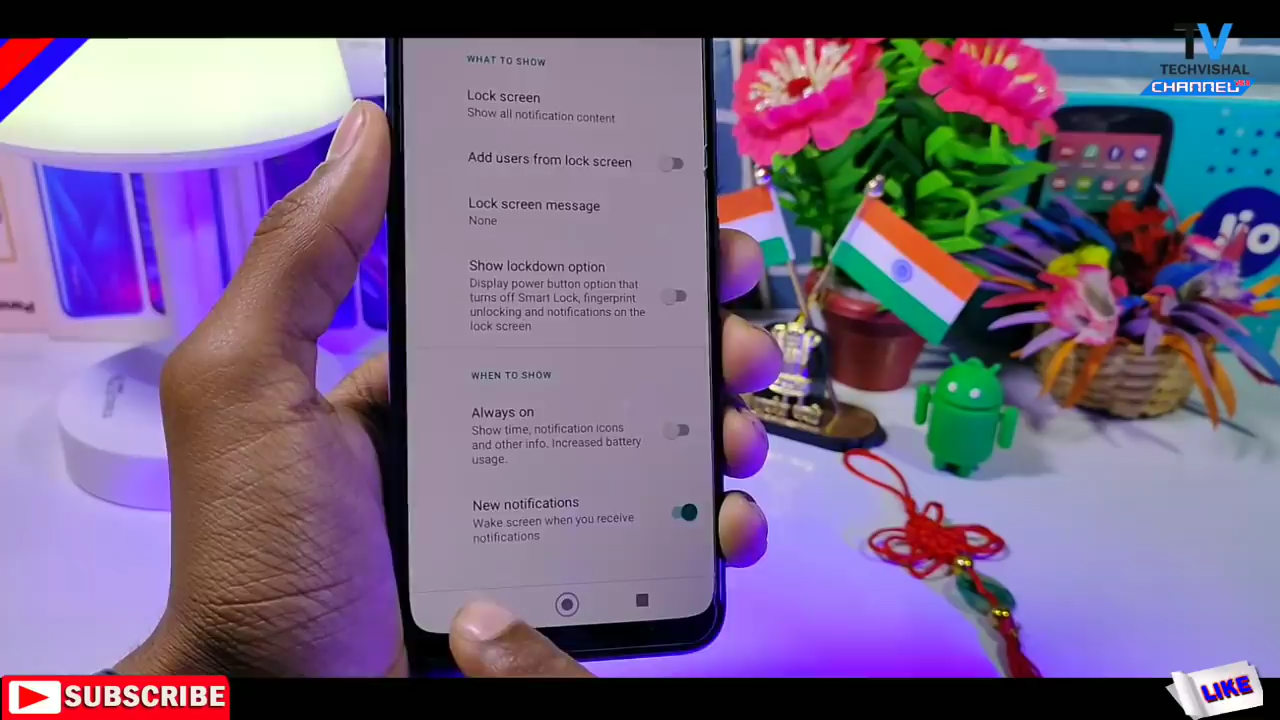 TV
TECHVISHAL
CHANNEL
WHAT TO SHOW
Lock screen
Show all notification content
Add users from lock screen
Lock screen message
None
Show lockdown option
Display power button option that
turns off Smart Lock, fingerprint
unlocking and notifications on the
lock screen
WHEN TO SHOW
Always on
Show time, notification icons
and other info. Increased battery
usage.
New notifications
Wake screen when you receive
notifications
Jio
SUBSCRIBE
LIKE